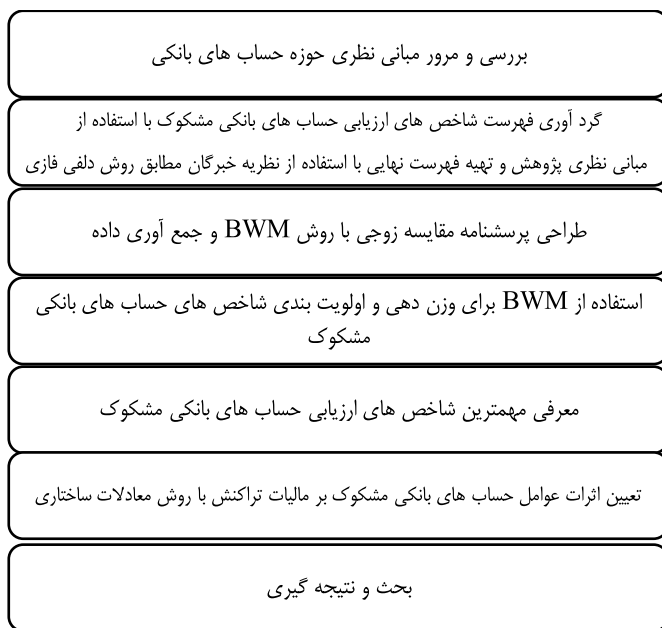 بررسی و مرور مبانی نظری حوزه حساب های بانکی
گرد آوری فهرست شاخص های ارزیابی حساب های بانکی مشکوک با استفاده از
مبانی نظری پژوهش و تهیه فهرست نهایی با استفاده از نظریه خبرگان مطابق روش دلفی فازی
طراحی پرسشنامه مقایسه زوجی با روش BWM و جمع آوری داده
استفاده از BWM برای وزن دهی و اولویت بندی شاخص های حساب های بانکی
مشکوک
معرفی مهمترین شاخص های ارزیابی حساب های بانکی مشکوک
تعیین اثرات عوامل حساب های بانکی مشکوک بر مالیات تراکنش با روش معادلات ساختاری
بحث و نتیجه گیری